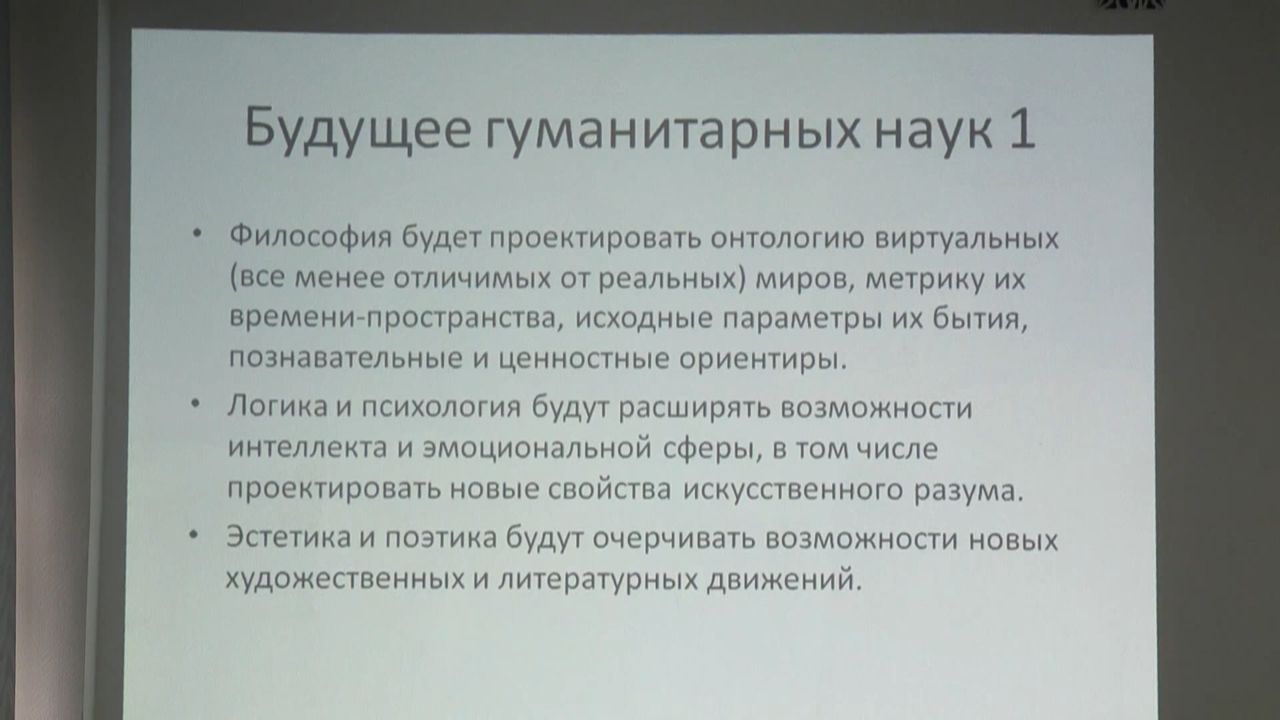 Будущее гуманитарных наук 1
• Философия будет проектировать онтологию виртуальных
(все менее отличимых от реальных) миров, метрику их
времени-пространства, исходные параметры их бытия,
познавательные и ценностные ориентиры.
• Логика и психология будут расширять возможности
интеллекта и эмоциональной сферы, в том числе
проектировать новые свойства искусственного разума.
• Эстетика и поэтика будут очерчивать возможности новых
художественных и литературных движений.